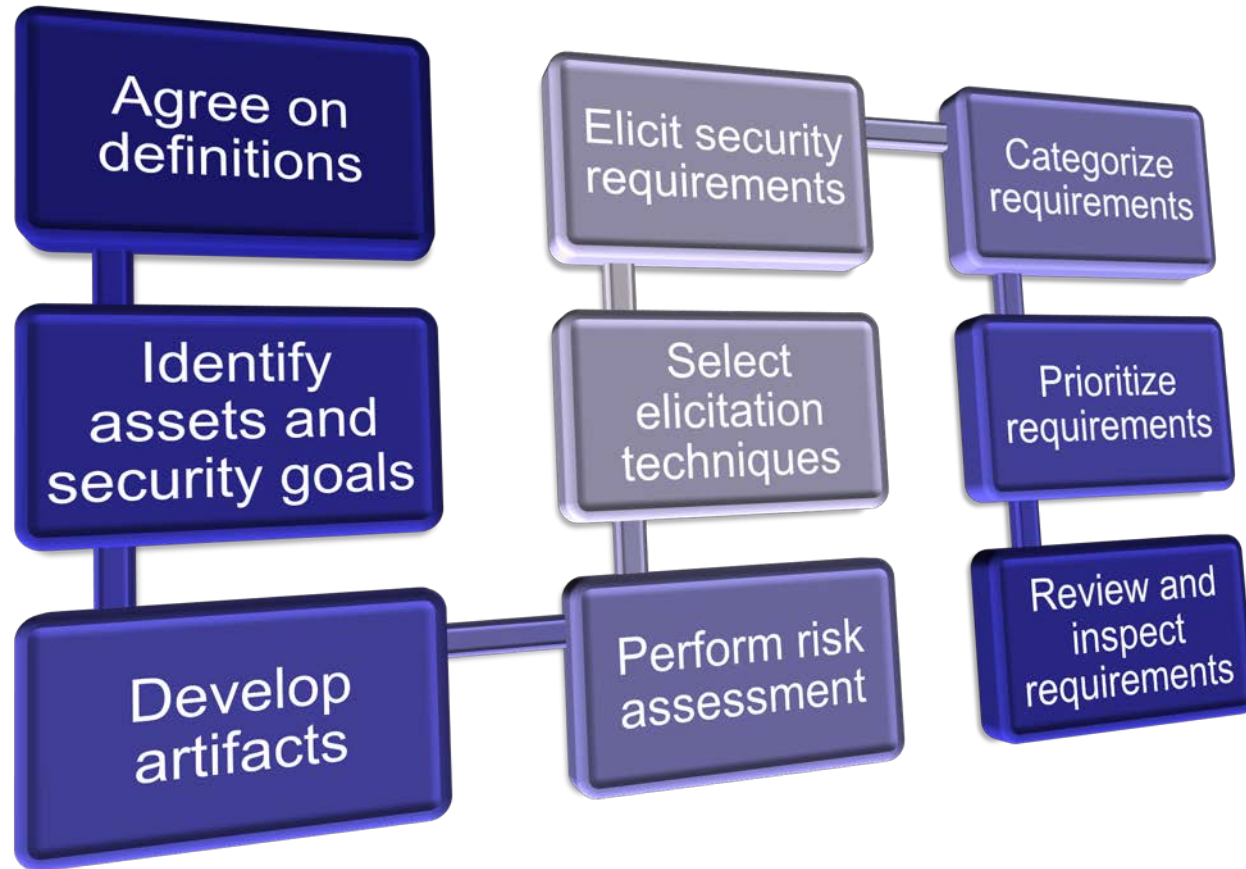 Agree on
definitions
Identify
assets and
security goals
Develop
artifacts
Perform risk
assessment
Select
elicitation
techniques
Elicit security
requirements
Categorize
requirements
Prioritize
requirements
Review and
inspect
requirements